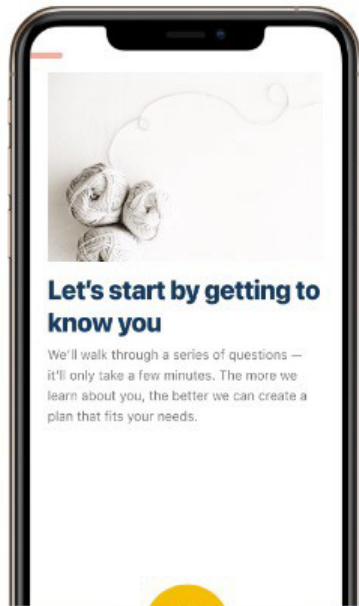 Let's start by getting to
know you
We'll walk through a series of questions —
it'll only take a few minutes. The more we
learn about you, the better we can create a
plan that fits your needs.